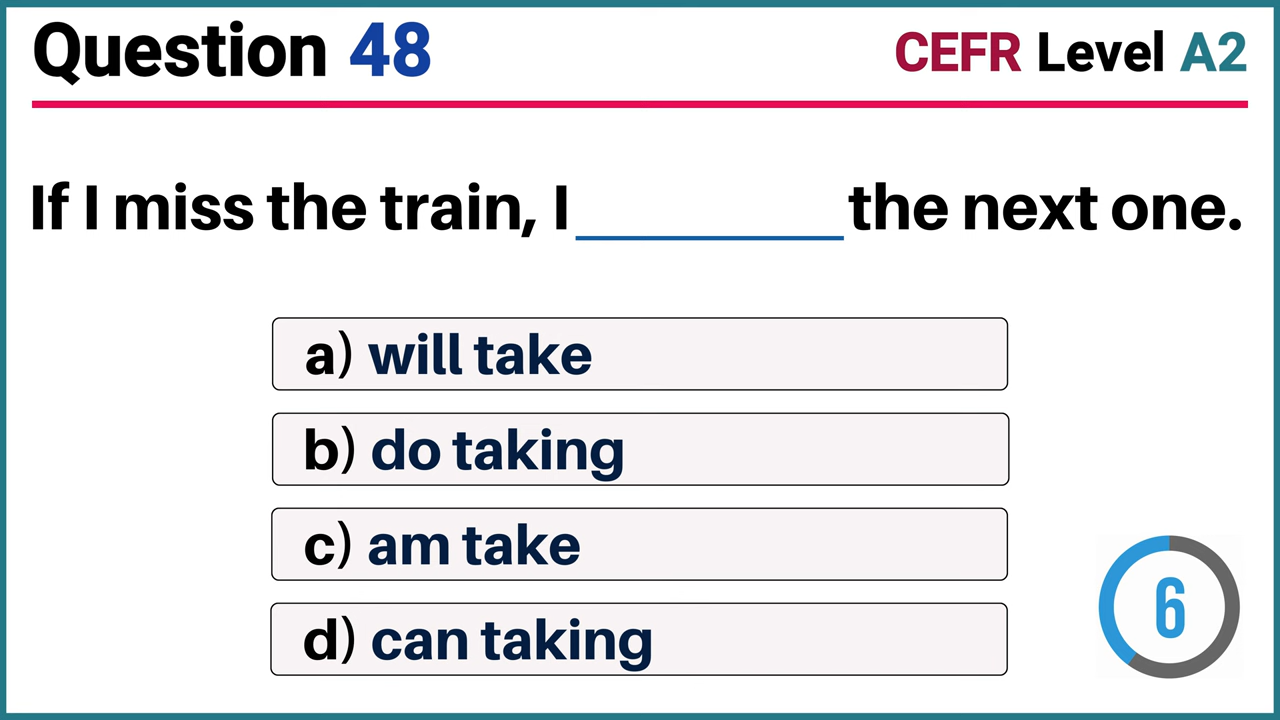 Question 48
CEFR Level A2
If I miss the train, I ________ the next one.
a) will take
b) do taking
c) am take
d) can taking
6